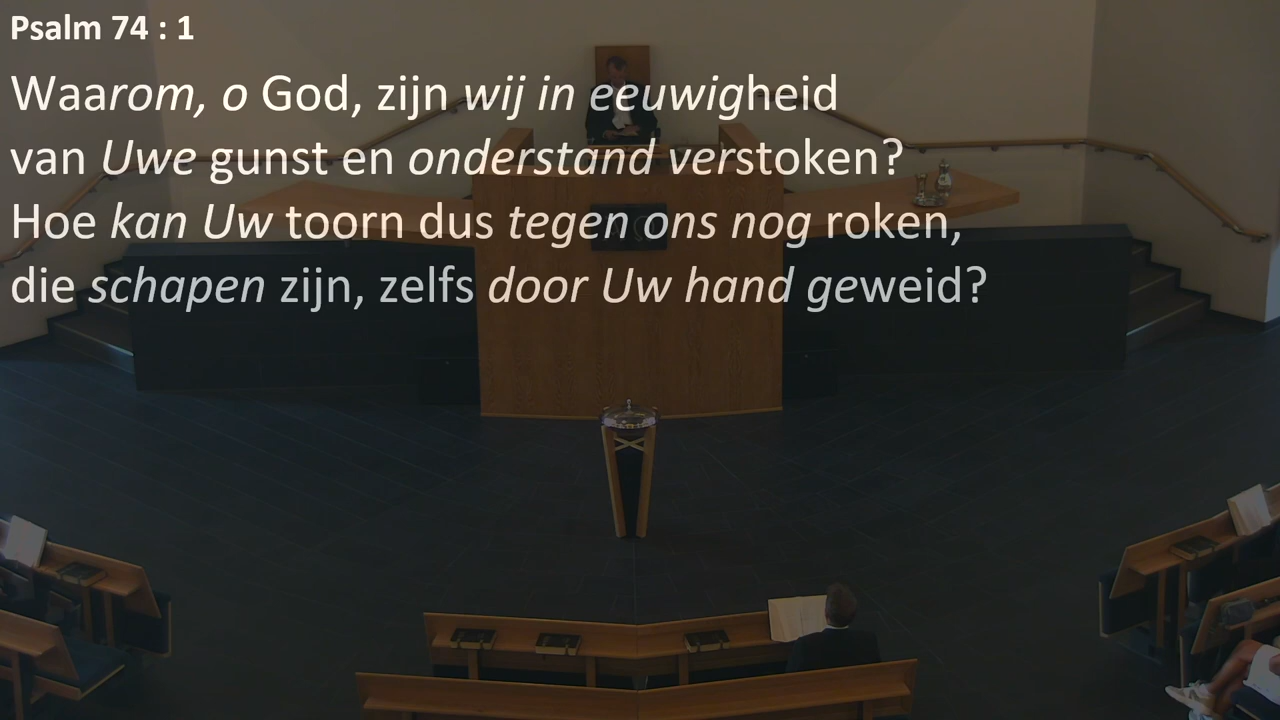 Psalm 74 : 1
Waarom, o God, zijn wij in eeuwigheid
van Uwe gunst en onderstand verstoken?
Hoe kan Uw toorn dus tegen ons nog roken,
die schapen zijn, zelfs door Uw hand geweid?